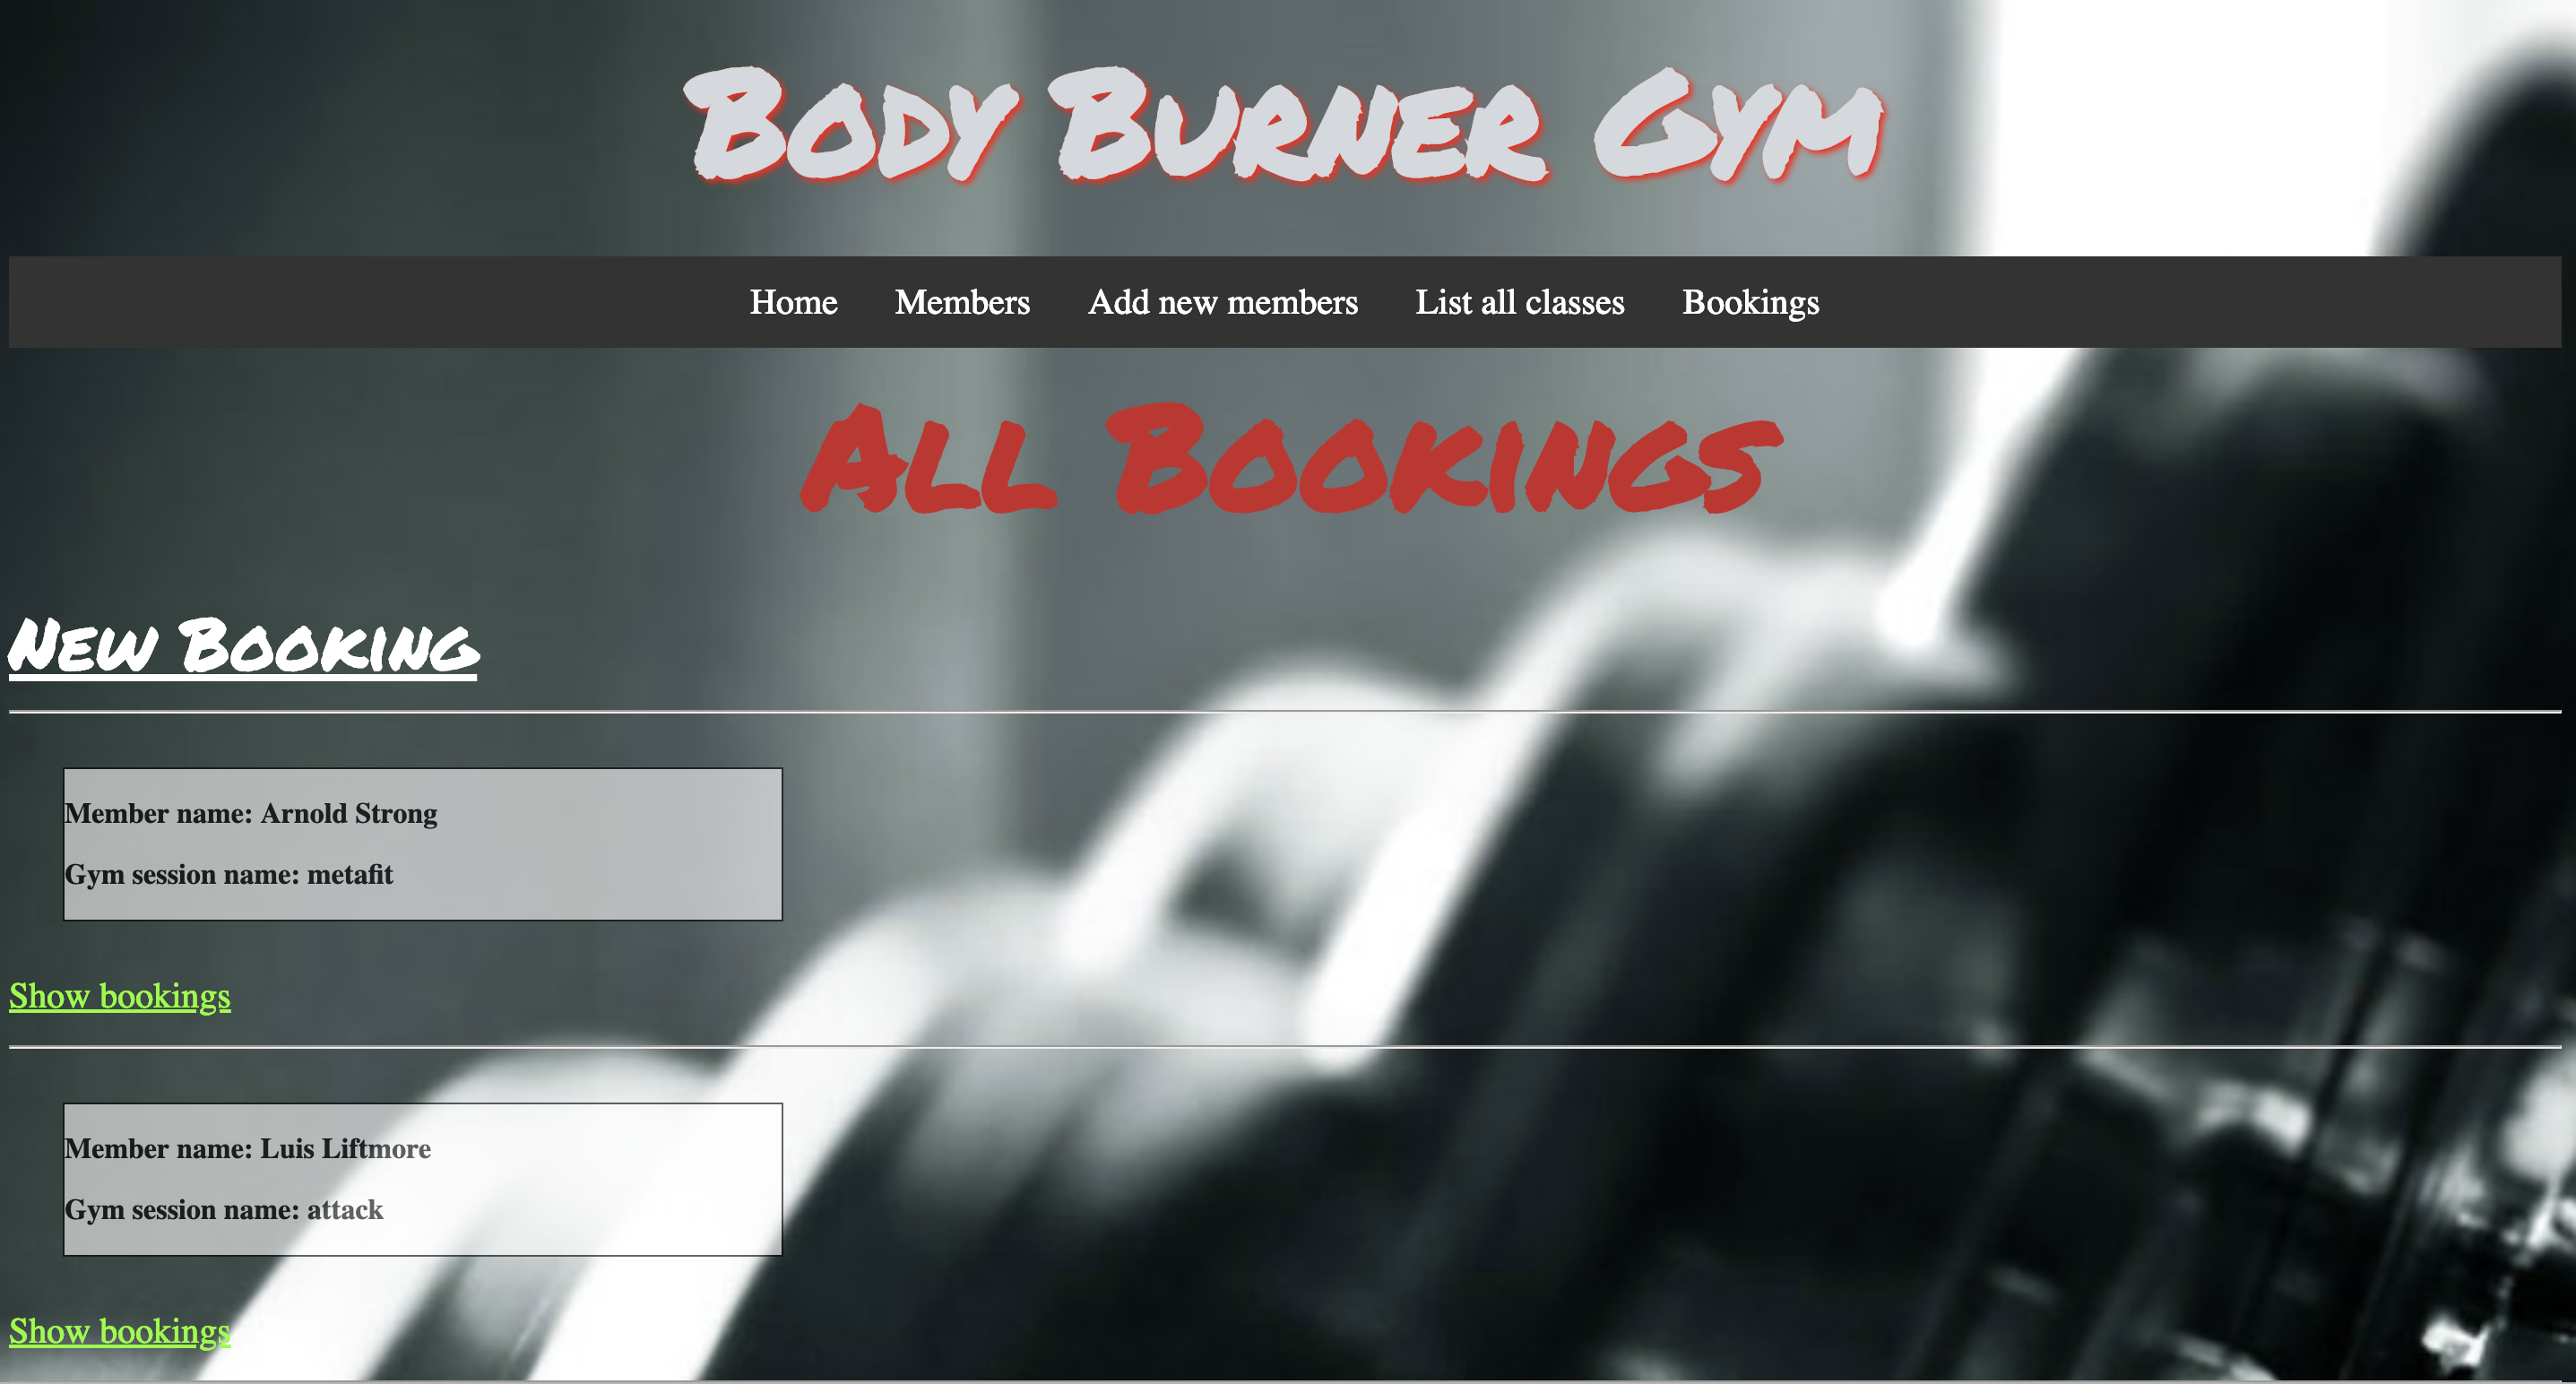 Body Burner Gym
Home Members Add new members List all classes Bookings
All Bookings
New Booking
Member name: Arnold Strong
Gym session name: metafit
Show bookings
Member name: Luis Liftmore
Gym session name: attack
Show bookings